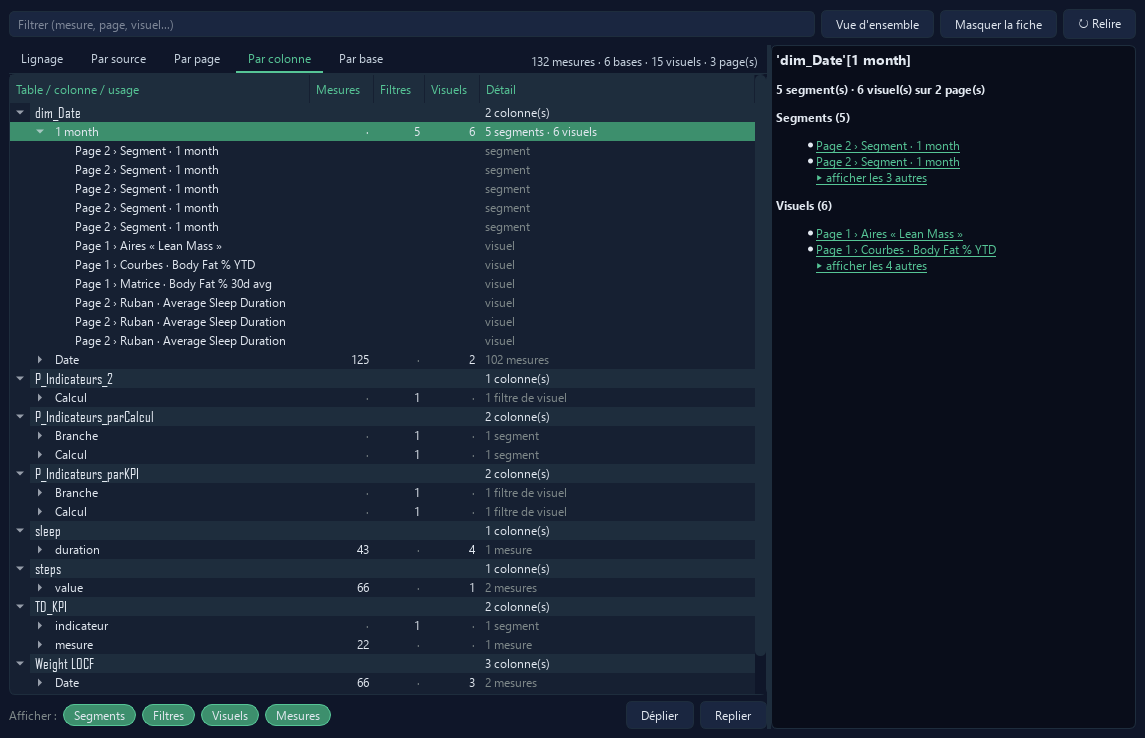 Filtrer (mesure, page, visuel...)
Vue d'ensemble
Masquer la fiche
↻ Relire
Lignage Par source Par page Par colonne Par base
132 mesures · 6 bases · 15 visuels · 3 page(s)
Table / colonne / usage Mesures Filtres Visuels Détail
dim_Date 2 colonne(s)
1 month · 5 6 5 segments · 6 visuels
Page 2 › Segment · 1 month segment
Page 2 › Segment · 1 month segment
Page 2 › Segment · 1 month segment
Page 2 › Segment · 1 month segment
Page 2 › Segment · 1 month segment
Page 1 › Aires « Lean Mass » visuel
Page 1 › Courbes · Body Fat % YTD visuel
Page 1 › Matrice · Body Fat % 30d avg visuel
Page 2 › Ruban · Average Sleep Duration visuel
Page 2 › Ruban · Average Sleep Duration visuel
Page 2 › Ruban · Average Sleep Duration visuel
Date 125 · 2 102 mesures
P_Indicateurs_2 1 colonne(s)
Calcul · 1 · 1 filtre de visuel
P_Indicateurs_parCalcul 2 colonne(s)
Branche · 1 · 1 segment
Calcul · 1 · 1 segment
P_Indicateurs_parKPI 2 colonne(s)
Branche · 1 · 1 filtre de visuel
Calcul · 1 · 1 filtre de visuel
sleep 1 colonne(s)
duration 43 · 4 1 mesure
steps 1 colonne(s)
value 66 · 1 2 mesures
TD_KPI 2 colonne(s)
indicateur · 1 · 1 segment
mesure 22 · · 1 mesure
Weight LOCF 3 colonne(s)
Date 66 · 3 2 mesures
Afficher : Segments Filtres Visuels Mesures
Déplier Replier
'dim_Date'[1 month]
5 segment(s) · 6 visuel(s) sur 2 page(s)
Segments (5)
• Page 2 › Segment · 1 month
• Page 2 › Segment · 1 month
▸ afficher les 3 autres
Visuels (6)
• Page 1 › Aires « Lean Mass »
• Page 1 › Courbes · Body Fat % YTD
▸ afficher les 4 autres